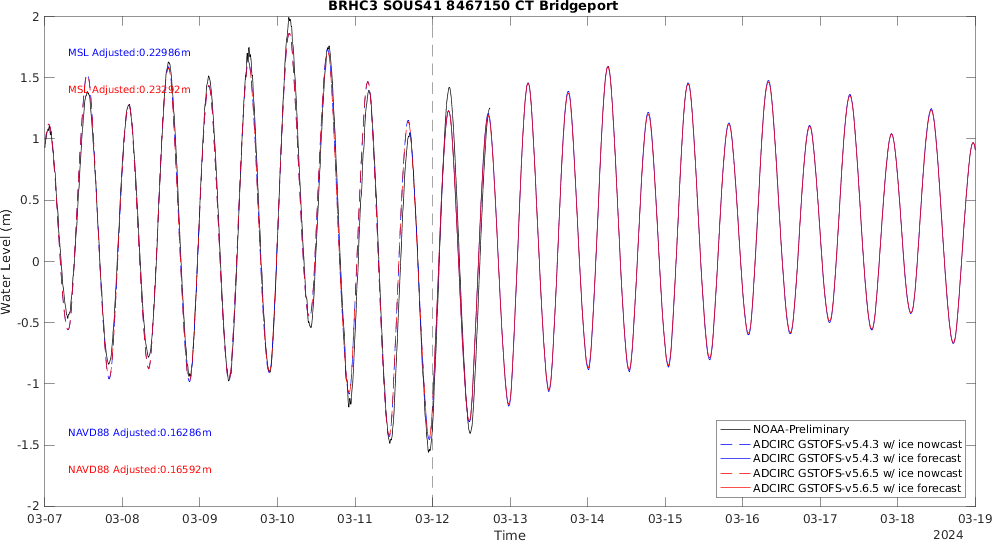 BRHC3 SOUS41 8467150 CT Bridgeport
2
1.5
1
0.5
0
-0.5
-1
-1.5
-2
Water Level (m)
MSL Adjusted:0.22986m
MSL Adjusted:0.23292m
NAVD88 Adjusted:0.16286m
NAVD88 Adjusted:0.16592m
NOAA-Preliminary
ADCIRC GSTOFS-v5.4.3 w/ ice nowcast
ADCIRC GSTOFS-v5.4.3 w/ ice forecast
ADCIRC GSTOFS-v5.6.5 w/ ice nowcast
ADCIRC GSTOFS-v5.6.5 w/ ice forecast
03-07 03-08 03-09 03-10 03-11 03-12 03-13 03-14 03-15 03-16 03-17 03-18 03-19
Time
2024